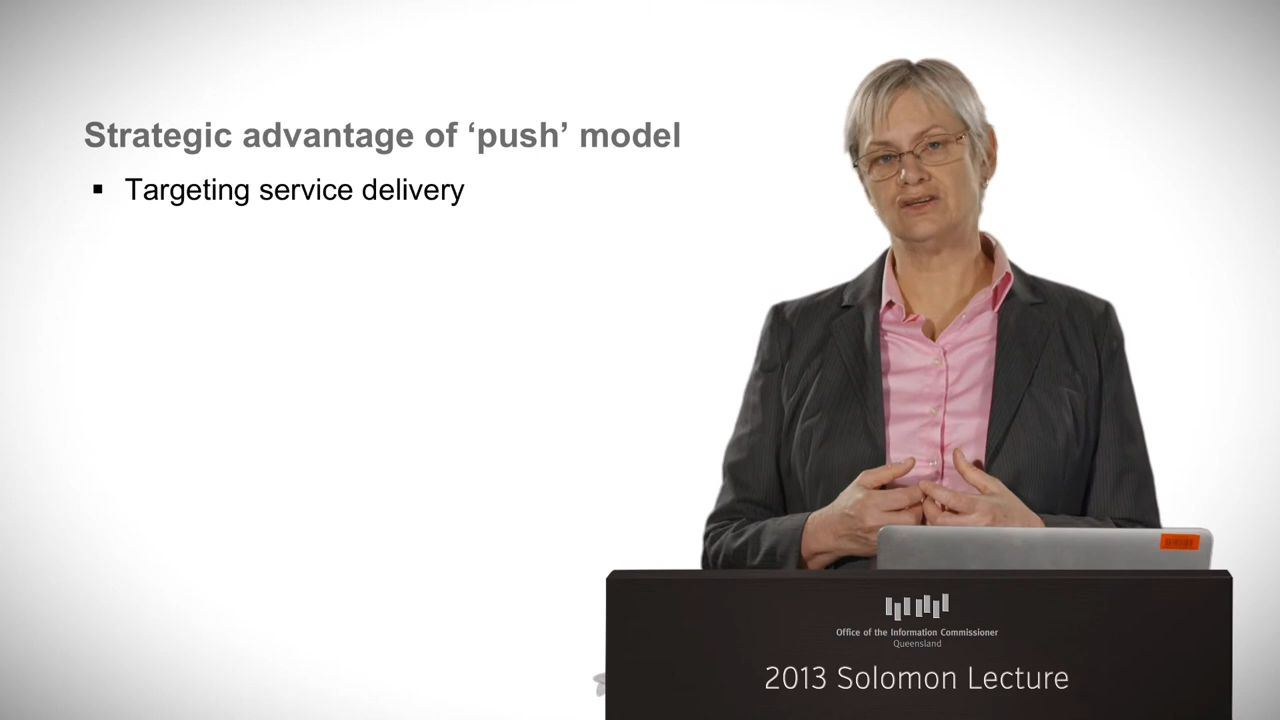 Strategic advantage of ‘push’ model
▪ Targeting service delivery
Office of the Information Commissioner
Queensland
2013 Solomon Lecture